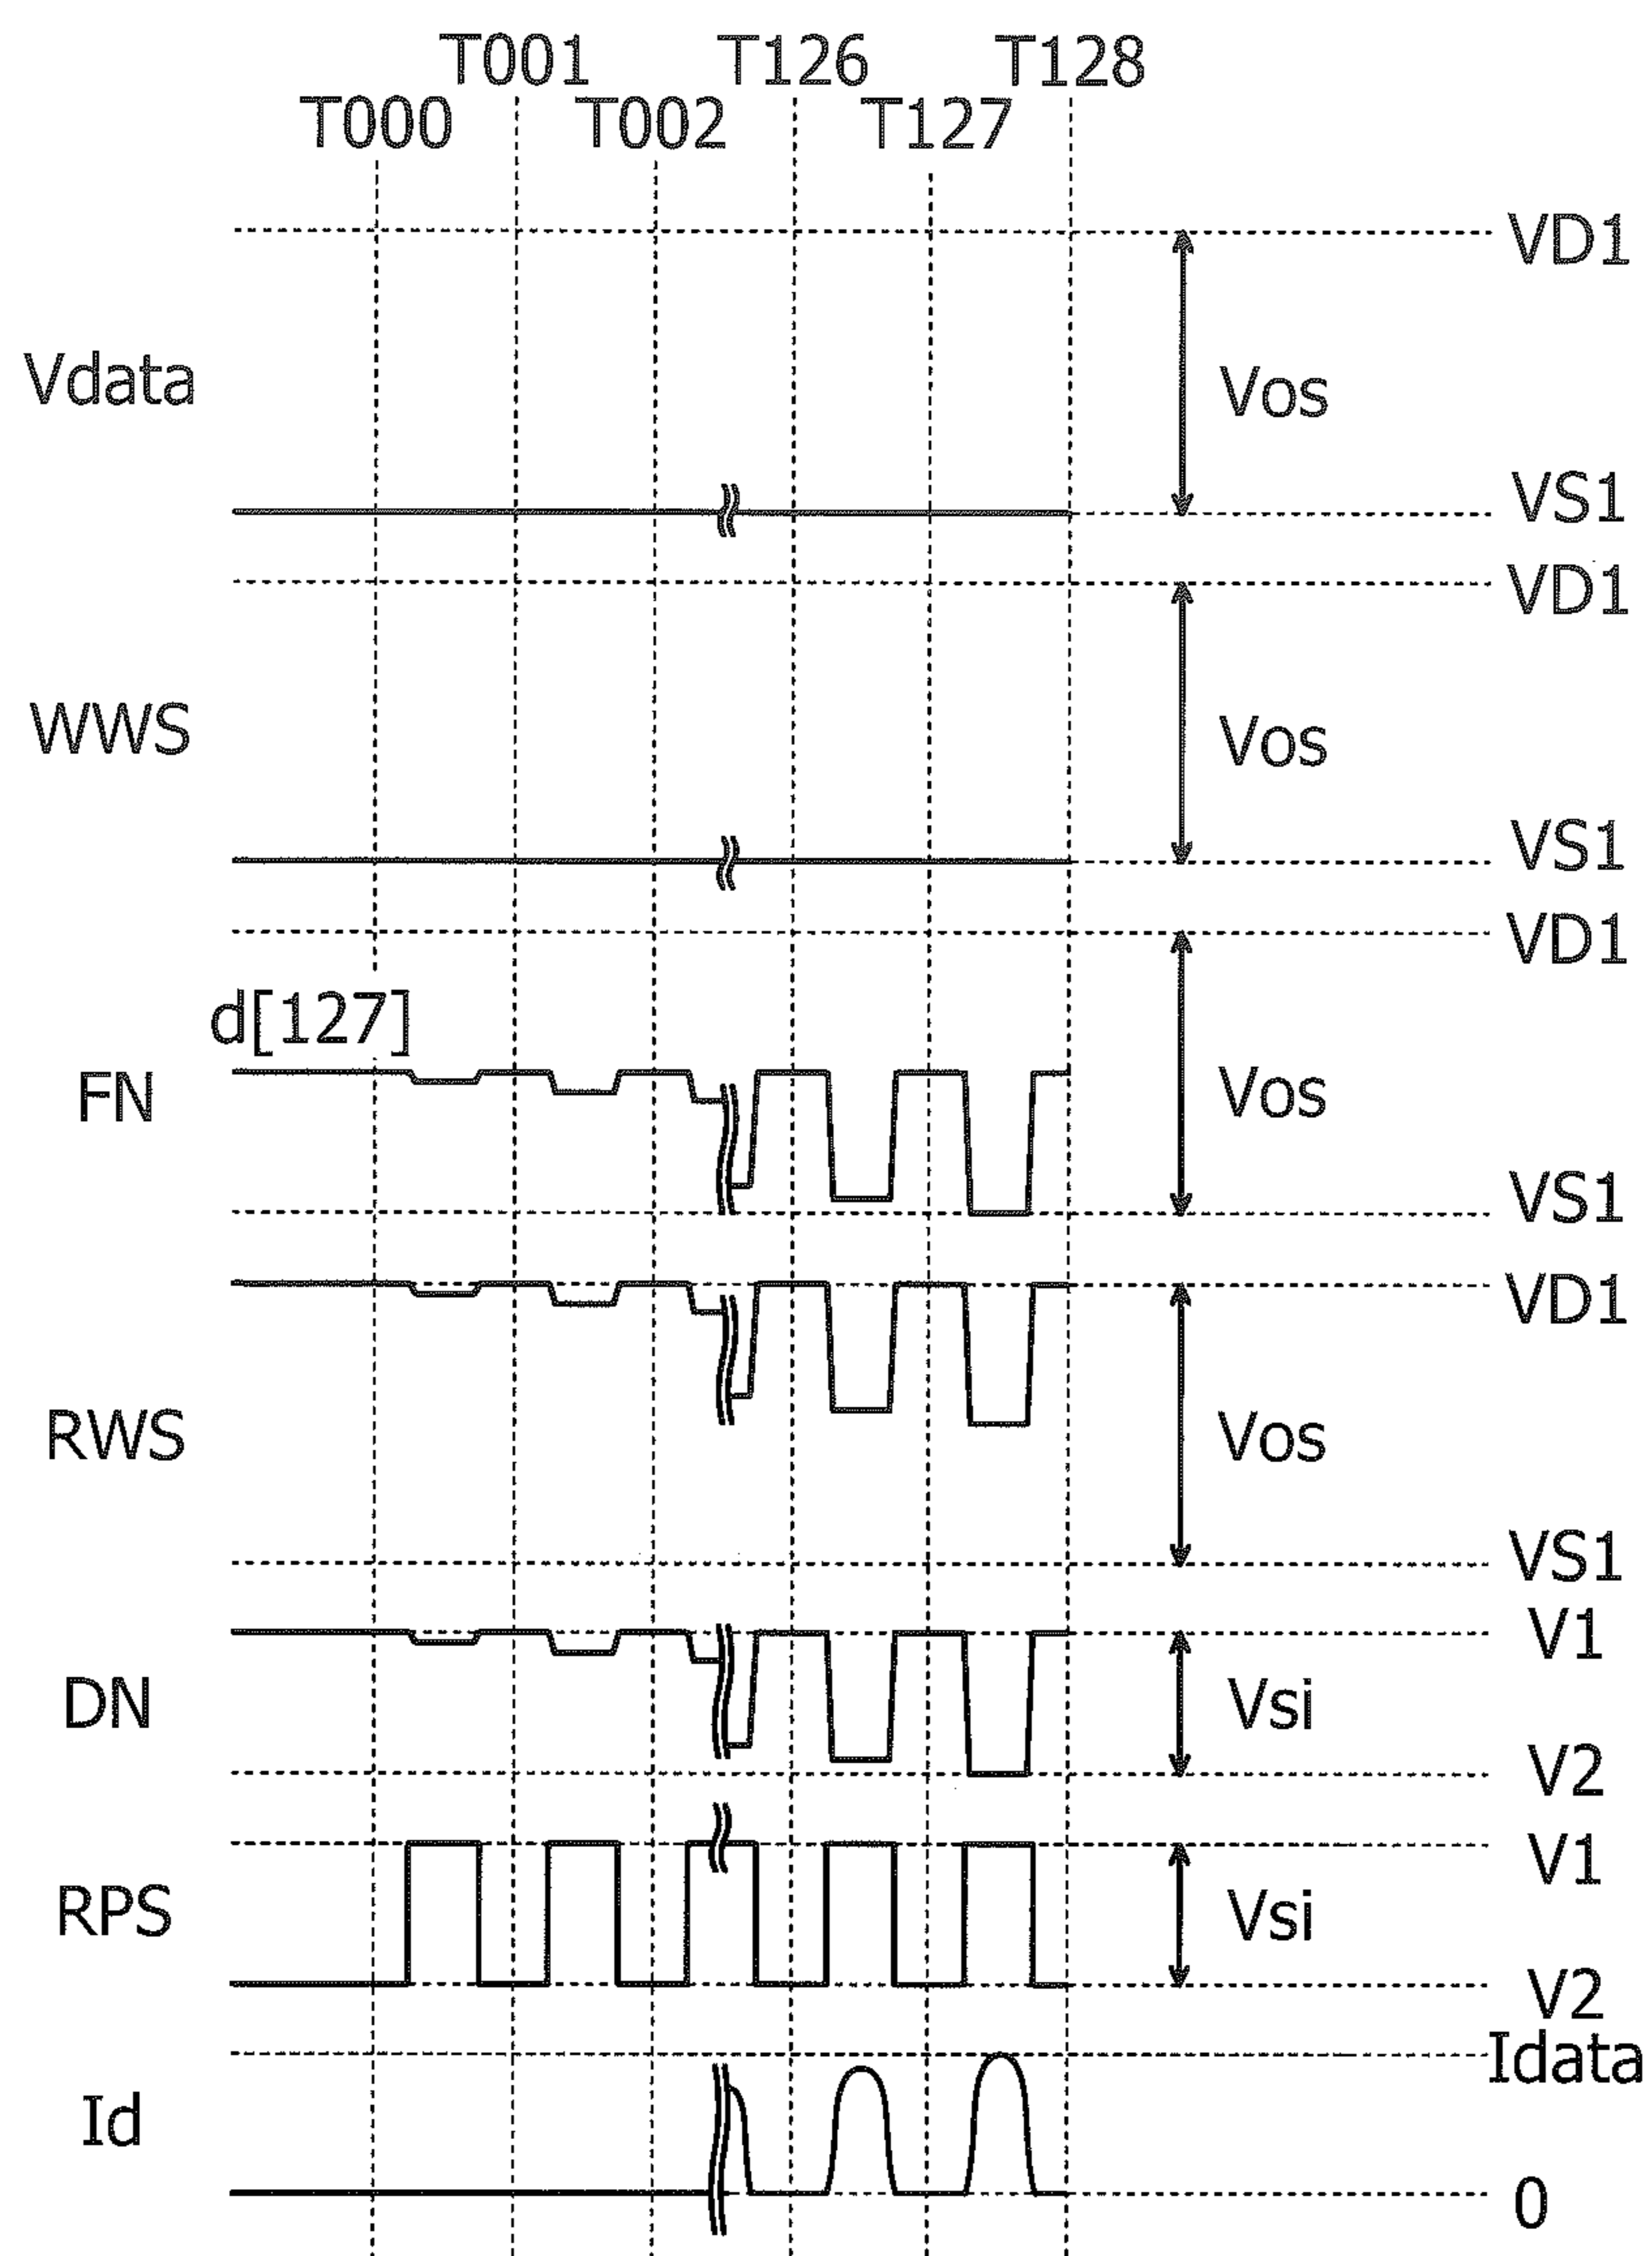 T001 T126 T128
T000 T002 T127
VD1
Vdata
Vos
VS1
VD1
WWS
Vos
VS1
VD1
d[127]
FN
Vos
VS1
VD1
RWS
Vos
VS1
V1
DN
Vsi
V2
V1
RPS
Vsi
V2
Idata
Id
0